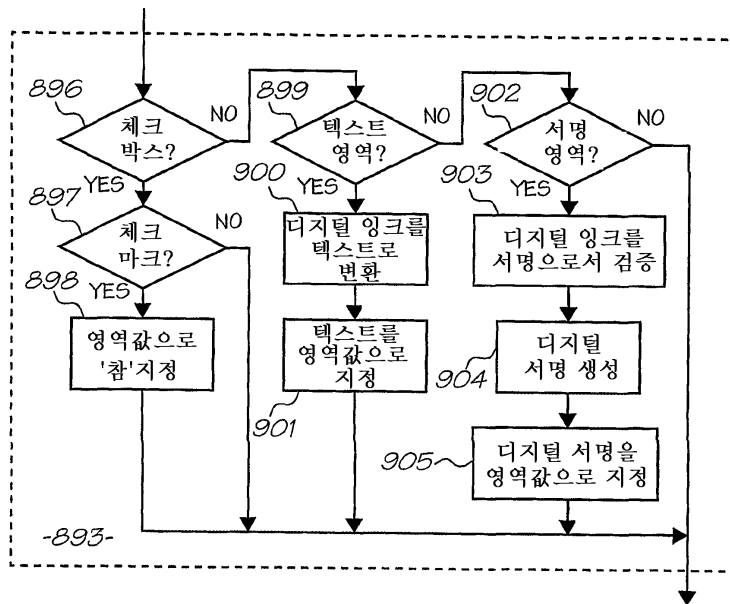 896
체크
박스?
NO
YES
897
체크
마크?
NO
YES
898
영역값으로
'참'지정
899
텍스트
영역?
NO
YES
900
디지털 잉크를
텍스트로
변환
텍스트를
영역값으로
지정
901
902
서명
영역?
NO
YES
903
디지털 잉크를
서명으로서 검증
디지털
서명 생성
904
디지털 서명을
영역값으로 지정
905
-893-